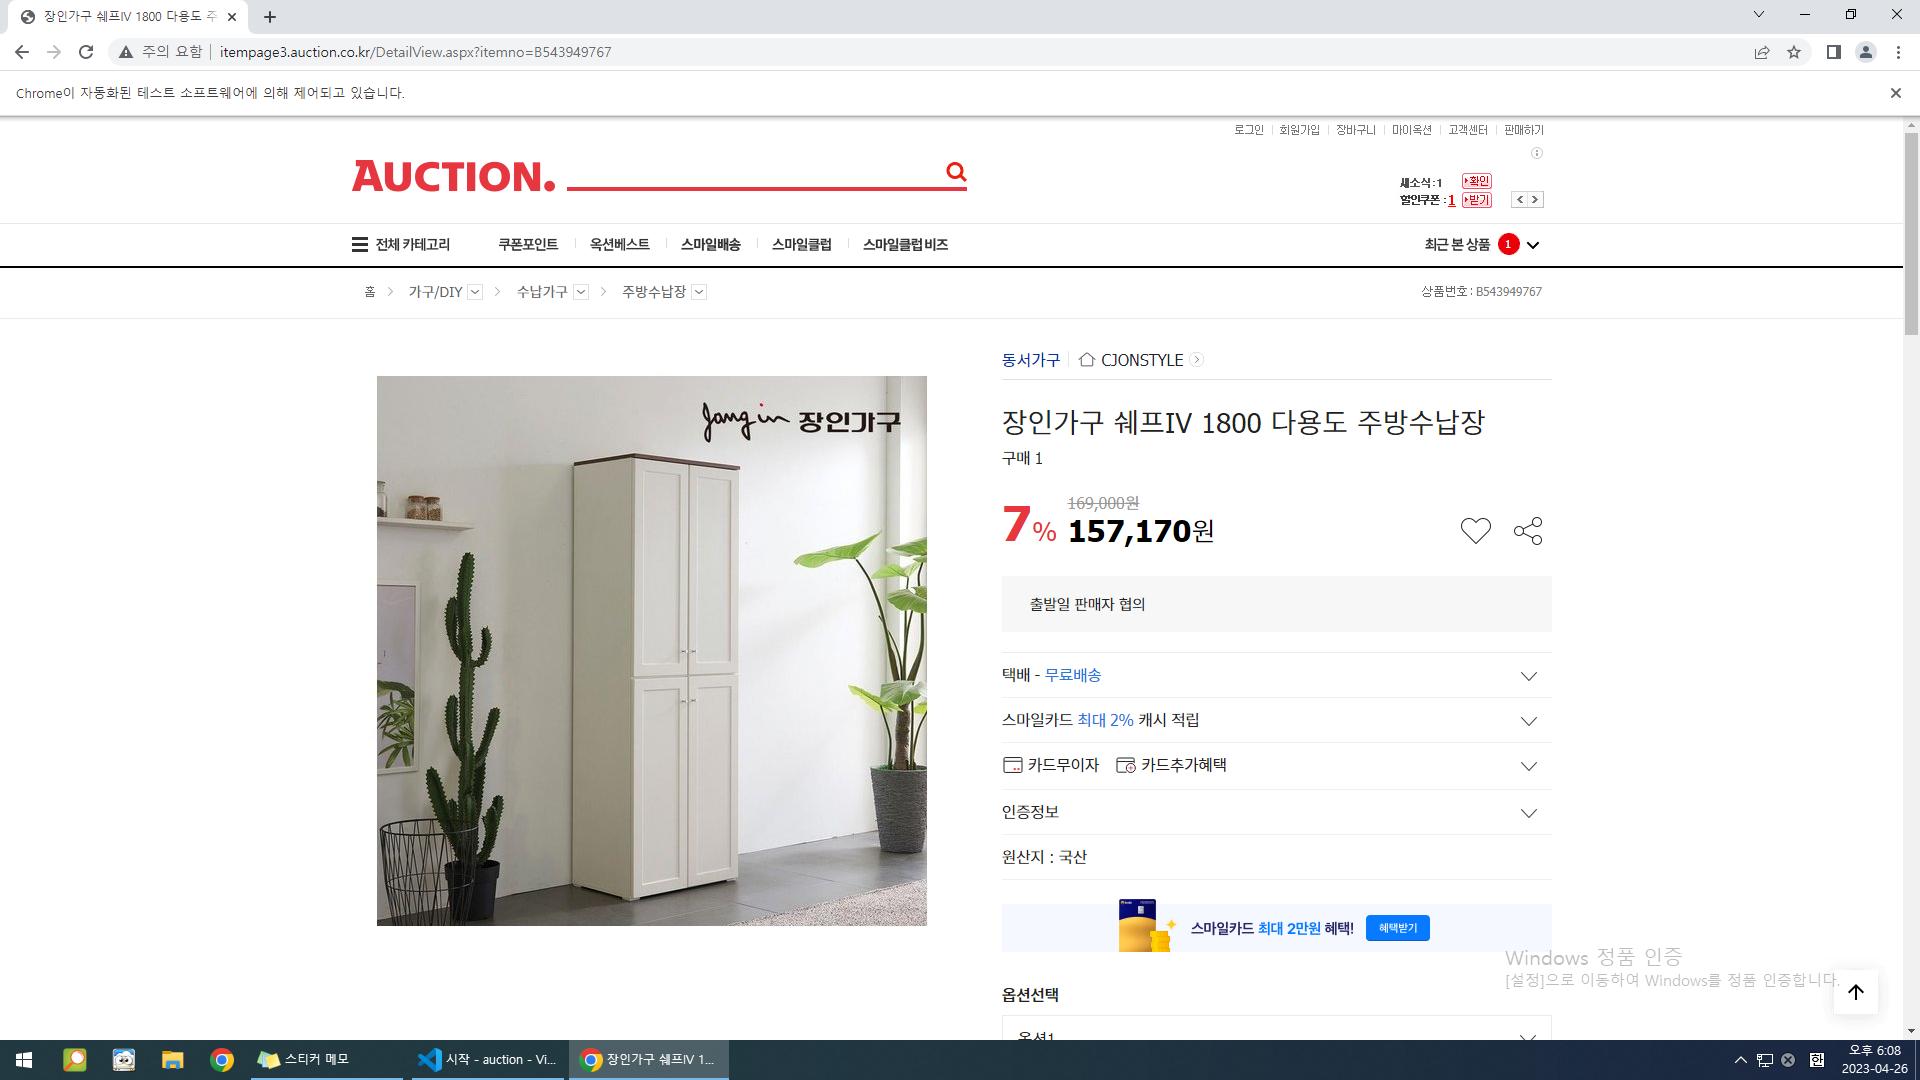 장인가구 쉐프IV 1800 다용도 주
주의 요함
itempage3.auction.co.kr/DetailView.aspx?itemno=B543949767
Chrome이 자동화된 테스트 소프트웨어에 의해 제어되고 있습니다.
로그인 회원가입 장바구니 마이옥션 고객센터 판매하기
AUCTION.
새소식 : 1 확인
할인쿠폰 : 1 받기
전체 카테고리 쿠폰포인트 옥션베스트 스마일배송 스마일클럽 스마일클럽 비즈
최근 본 상품 1
홈 > 가구/DIY > 수납가구 > 주방수납장
상품번호 : B543949767
동서가구 CJONSTYLE
Jang in 장인가구
장인가구 쉐프IV 1800 다용도 주방수납장
구매 1
169,000원
7% 157,170원
출발일 판매자 협의
택배 - 무료배송
스마일카드 최대 2% 캐시 적립
카드무이자 카드추가혜택
인증정보
원산지 : 국산
스마일카드 최대 2만원 혜택! 혜택받기
Windows 정품 인증
[설정]으로 이동하여 Windows를 정품 인증합니다.
옵션선택
옵션1
스티커 메모
시작 - auction - Vi...
장인가구 쉐프IV 1...
한
오후 6:08
2023-04-26